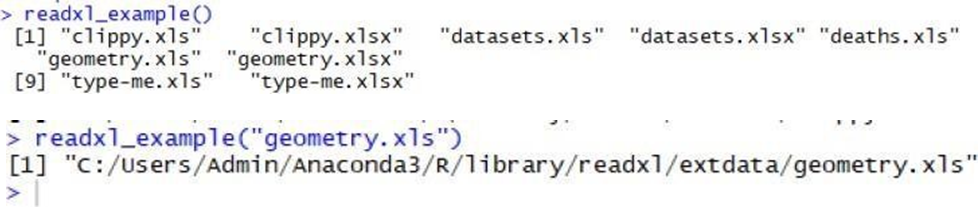 > readxl_example()
[1] "clippy.xls" "clippy.xlsx" "datasets.xls" "datasets.xlsx" "deaths.xls"
"geometry.xls" "geometry.xlsx"
[9] "type-me.xls" "type-me.xlsx"
> readxl_example("geometry.xls")
[1] "C:/Users/Admin/Anaconda3/R/library/readxl/extdata/geometry.xls"
>